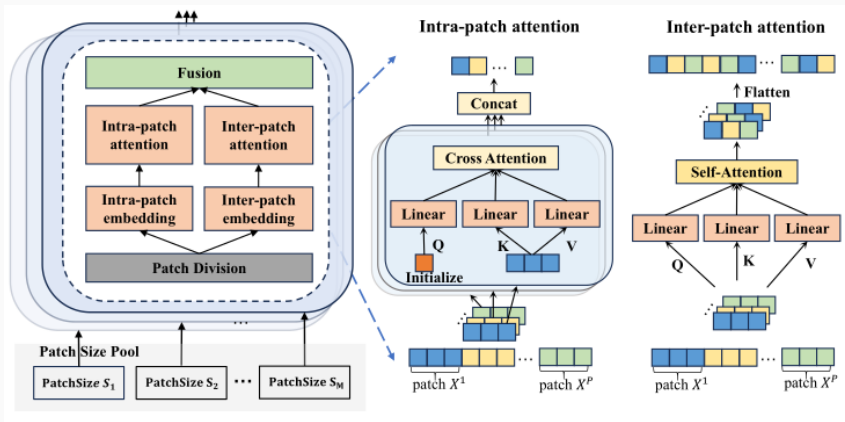 Fusion
Intra-patch
attention
Inter-patch
attention
Intra-patch
embedding
Inter-patch
embedding
Patch Division
...
Patch Size Pool
PatchSize S₁
PatchSize S₂
...
PatchSize S_M
Intra-patch attention
...
Concat
Cross Attention
Linear
Linear
Linear
Q
K
V
Initialize
...
...
patch X¹
patch Xᴾ
Inter-patch attention
...
Flatten
...
Self-Attention
Linear
Linear
Linear
Q
K
V
...
...
patch X¹
patch Xᴾ